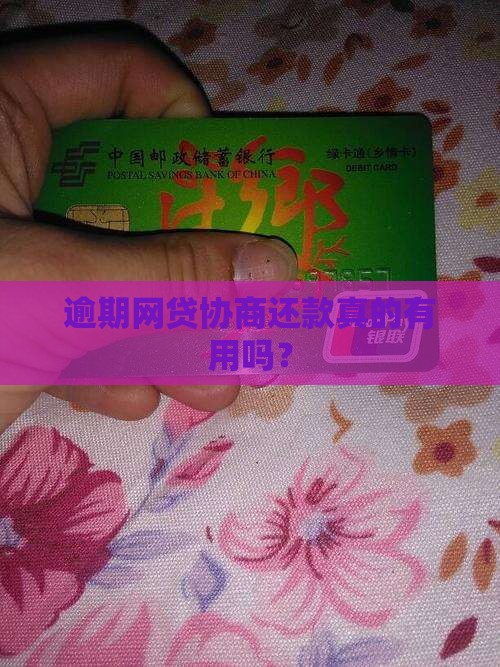 中国邮政储蓄银行
POSTAL SAVINGS BANK OF CHINA
绿卡通(乡情卡)
DEBIT CARD
乡
逾期网贷协商还款真的有
用吗？
银联